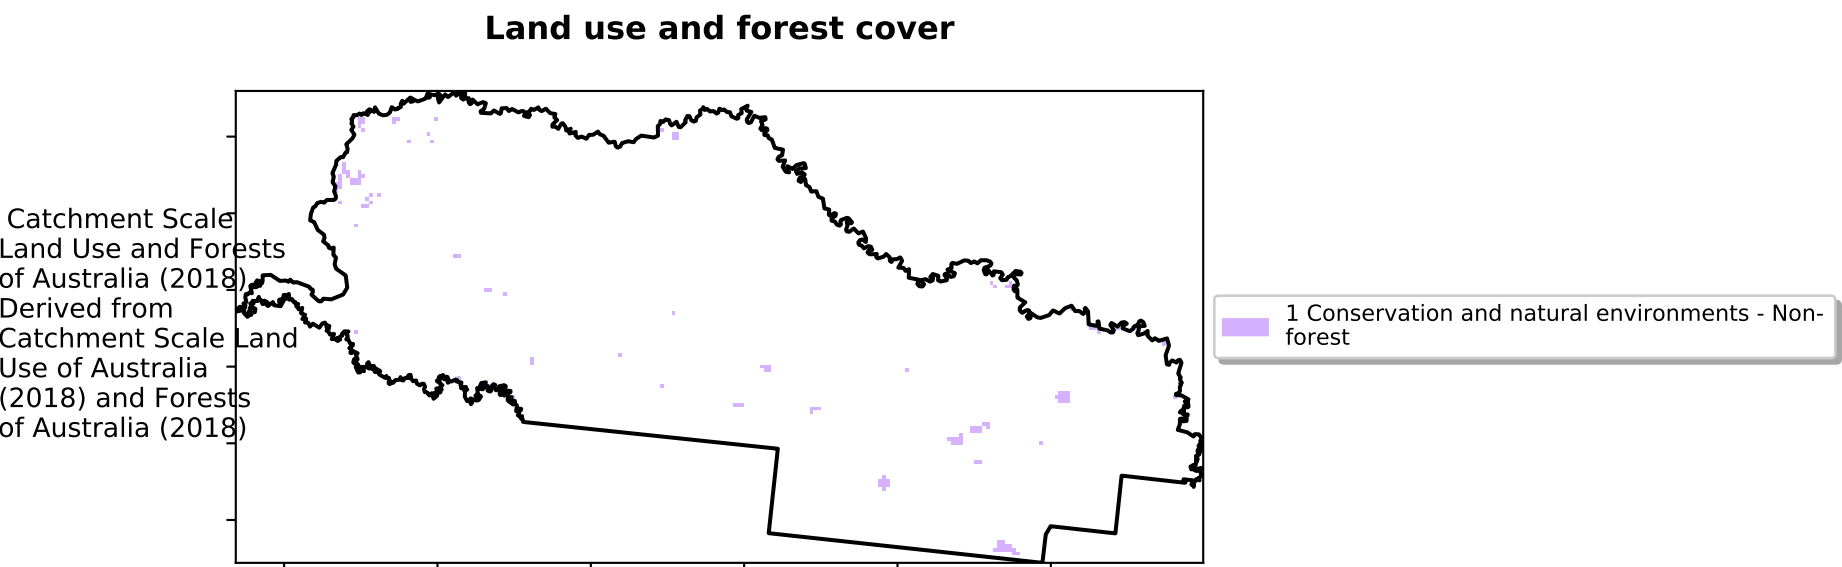 Land use and forest cover
Catchment Scale
Land Use and Forests
of Australia (2018)
Derived from
Catchment Scale Land
Use of Australia
(2018) and Forests
of Australia (2018)
1 Conservation and natural environments - Non-
forest